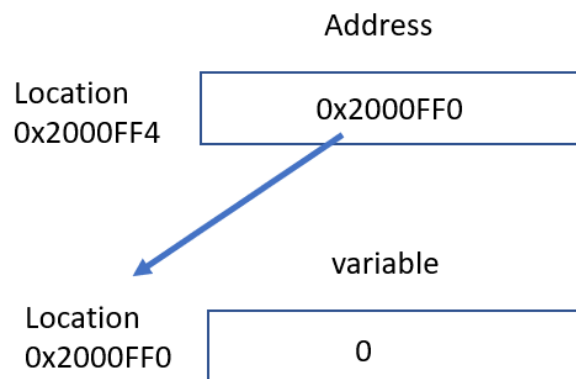 Address
Location
0x2000FF4
0x2000FF0
variable
Location
0x2000FF0
0